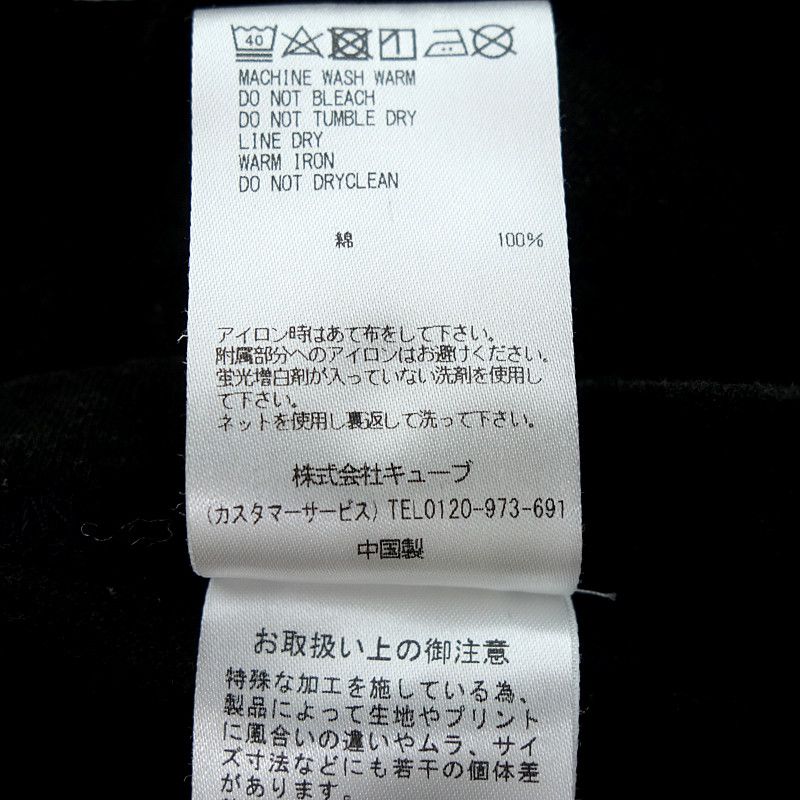 40
MACHINE WASH WARM
DO NOT BLEACH
DO NOT TUMBLE DRY
LINE DRY
WARM IRON
DO NOT DRYCLEAN
綿 100%
アイロン時はあて布をして下さい。
附属部分へのアイロンはお避けください。
蛍光増白剤が入っていない洗剤を使用し
て下さい。
ネットを使用し裏返して洗って下さい。
株式会社キューブ
(カスタマーサービス) TEL0120-973-691
中国製
お取扱い上の御注意
特殊な加工を施している為、
製品によって生地やプリント
に風合いの違いやムラ、サイ
ズ寸法などにも若干の個体差
があります。